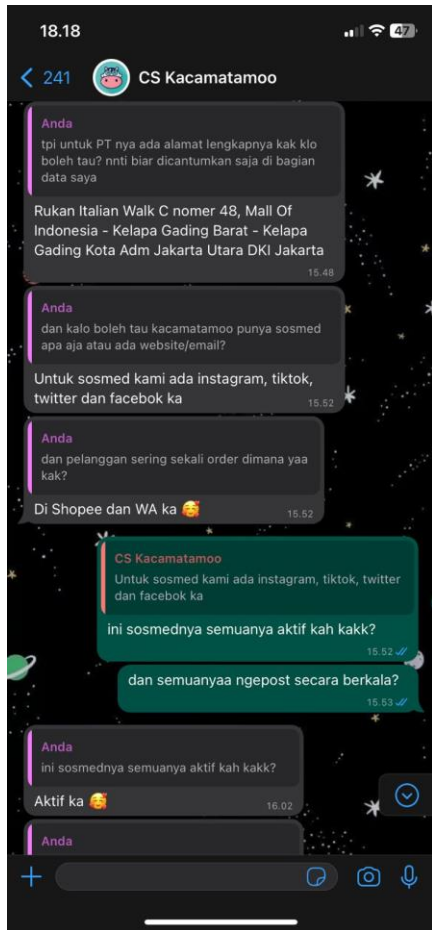 18.18
47
241
CS Kacamatamoo
Anda
tpi untuk PT nya ada alamat lengkapnya kak klo
boleh tau? nnti biar dicantumkan saja di bagian
data saya
Rukan Italian Walk C nomer 48, Mall Of
Indonesia - Kelapa Gading Barat - Kelapa
Gading Kota Adm Jakarta Utara DKI Jakarta
15.48
Anda
dan kalo boleh tau kacamatamoo punya sosmed
apa aja atau ada website/email?
Untuk sosmed kami ada instagram, tiktok,
twitter dan facebok ka
15.52
Anda
dan pelanggan sering sekali order dimana yaa
kak?
Di Shopee dan WA ka 🥰
15.52
CS Kacamatamoo
Untuk sosmed kami ada instagram, tiktok, twitter
dan facebok ka
ini sosmednya semuanya aktif kah kakk?
15.52
dan semuanyaa ngepost secara berkala?
15.53
Anda
ini sosmednya semuanya aktif kah kakk?
Aktif ka 🥰
16.02
Anda